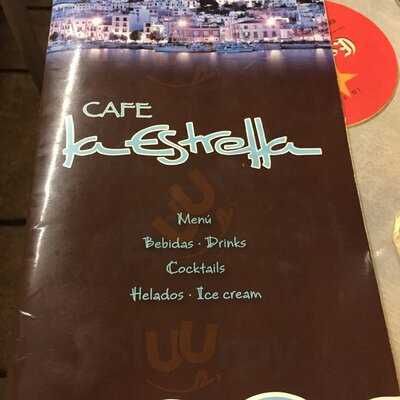 CAFE
la Estrella
Menú
Bebidas · Drinks
Cocktails
Helados · Ice cream